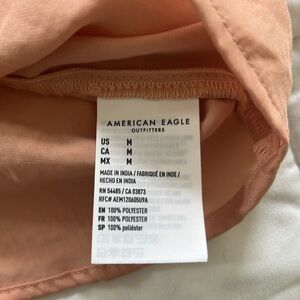 AMERICAN EAGLE
OUTFITTERS
US M
CA M
MX M
MADE IN INDIA / FABRIQUÉ EN INDE /
HECHO EN INDIA
RN 54485 / CA 03873
RFC# AEM120605U9A
EN 100% POLYESTER
FR 100% POLYESTER
SP 100% poliéster